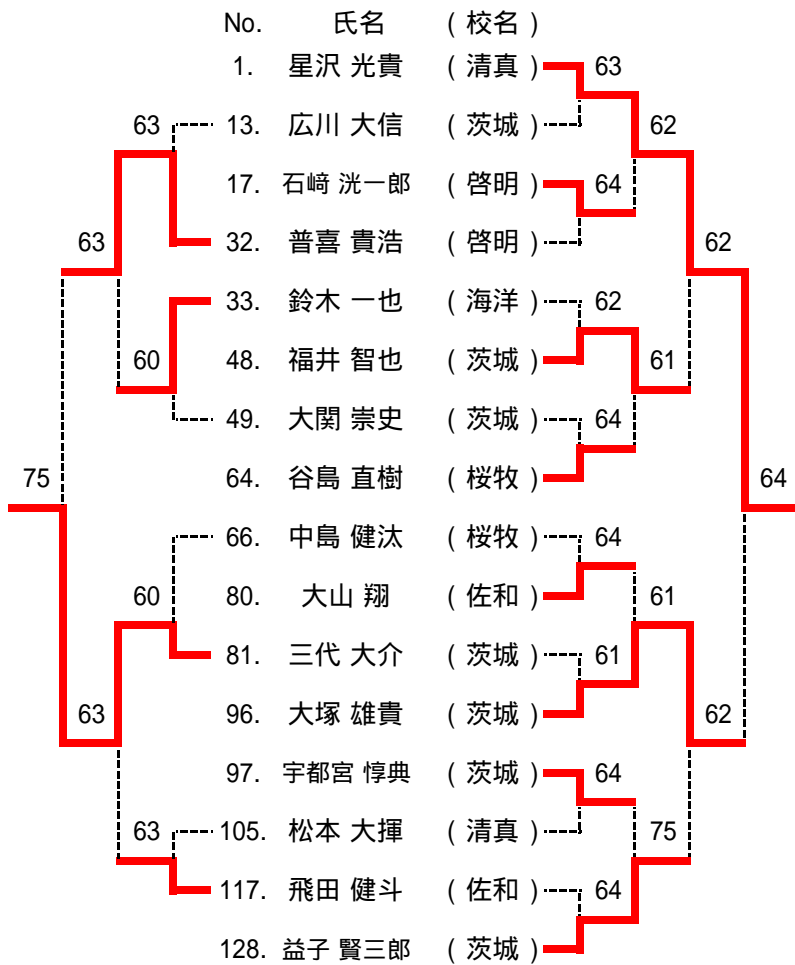 No. 氏名 ( 校名 )
1. 星沢 光貴 ( 清真 ) 63
63 13. 広川 大信 ( 茨城 ) 62
17. 石﨑 洸一郎 ( 啓明 ) 64
63 32. 普喜 貴浩 ( 啓明 ) 62
33. 鈴木 一也 ( 海洋 ) 62
60 48. 福井 智也 ( 茨城 ) 61
49. 大関 崇史 ( 茨城 ) 64
75 64. 谷島 直樹 ( 桜牧 ) 64
66. 中島 健汰 ( 桜牧 ) 64
60 80. 大山 翔 ( 佐和 ) 61
81. 三代 大介 ( 茨城 ) 61
63 96. 大塚 雄貴 ( 茨城 ) 62
97. 宇都宮 惇典 ( 茨城 ) 64
63 105. 松本 大揮 ( 清真 ) 75
117. 飛田 健斗 ( 佐和 ) 64
128. 益子 賢三郎 ( 茨城 )